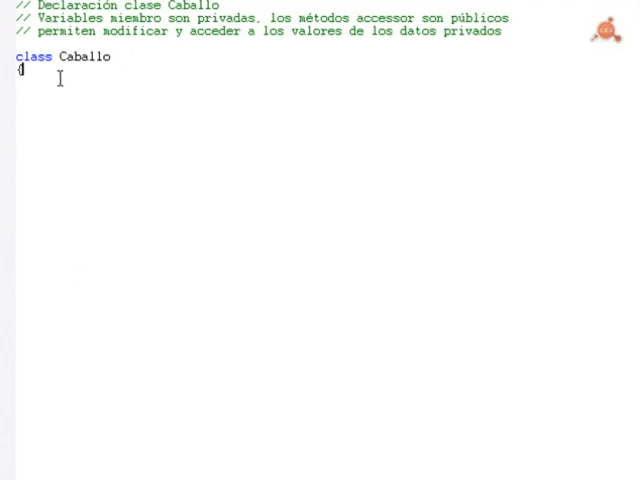 // Declaración clase Caballo
// Variables miembro son privadas, los métodos accessor son públicos
// permiten modificar y acceder a los valores de los datos privados
class Caballo
{